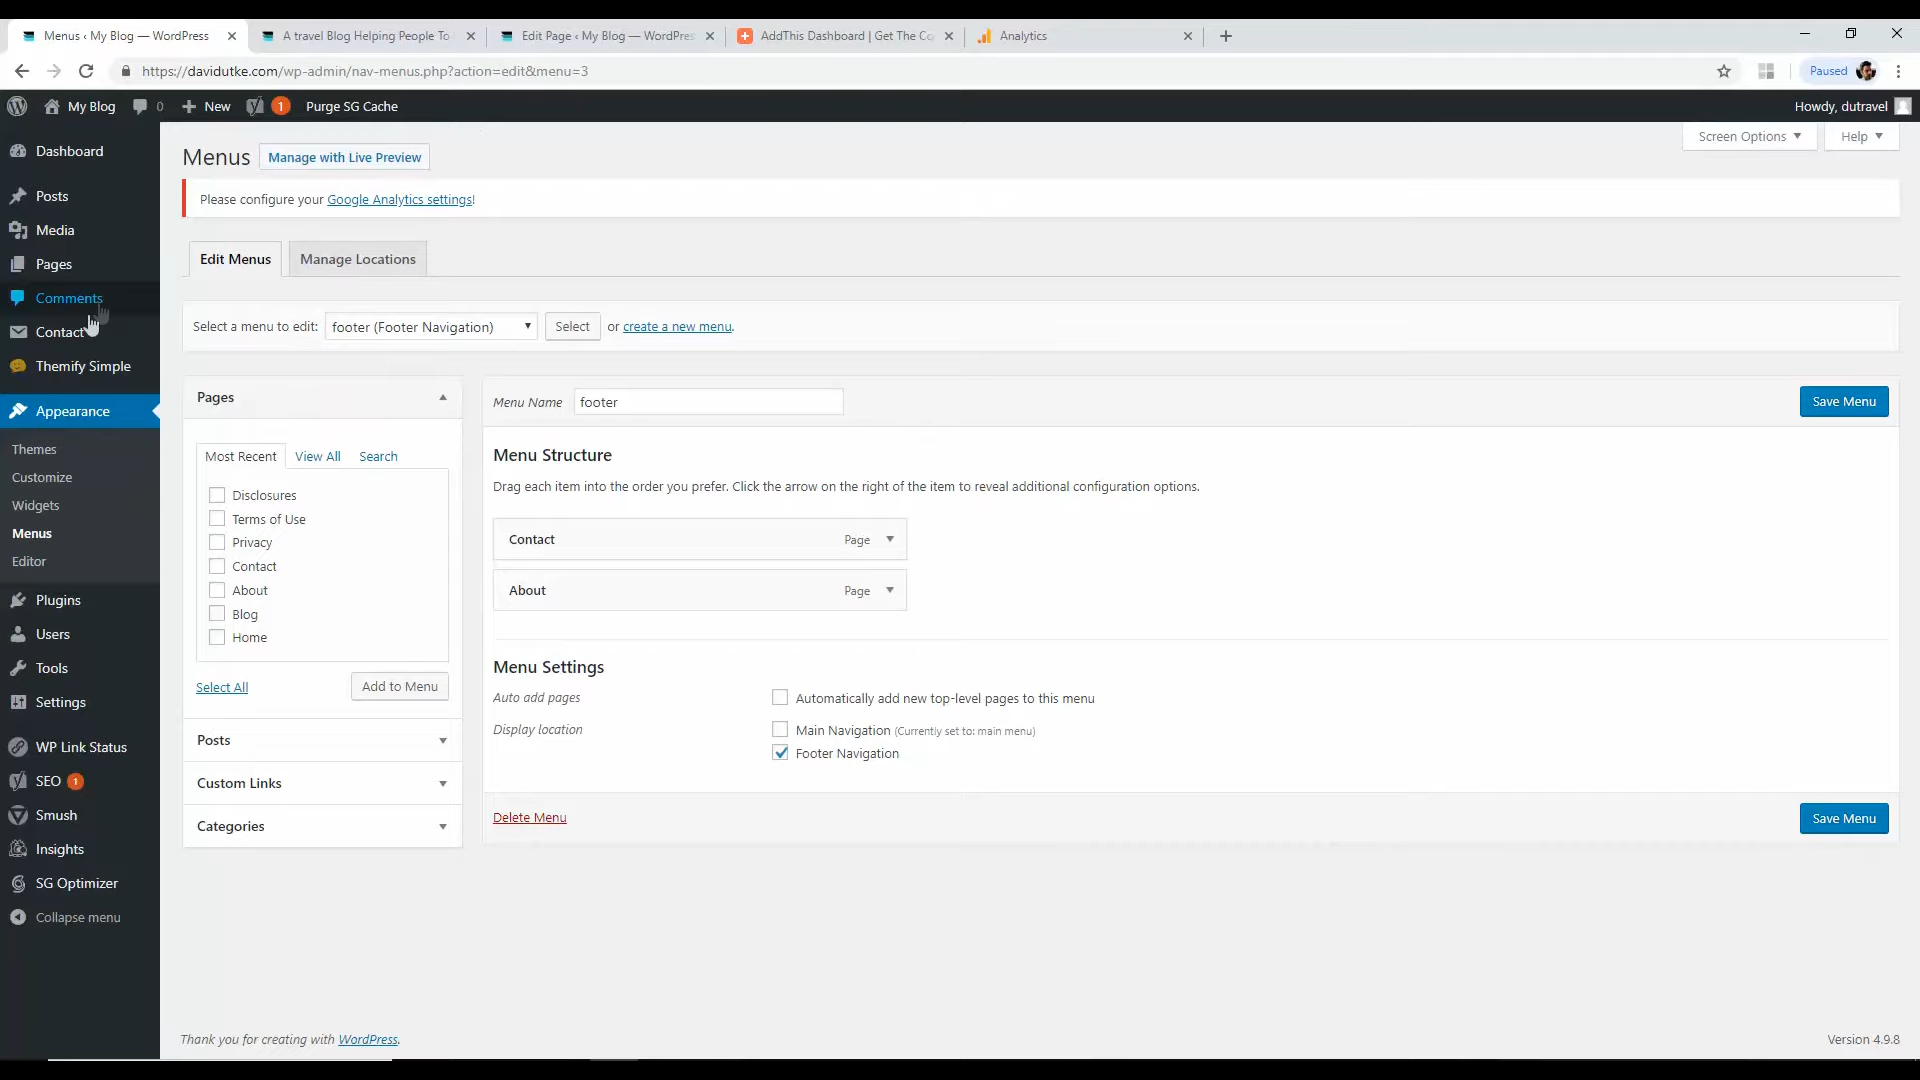 Menus ‹ My Blog — WordPress
A travel Blog Helping People To
Edit Page ‹ My Blog — WordPres
AddThis Dashboard | Get The Co
Analytics
https://davidutke.com/wp-admin/nav-menus.php?action=edit&menu=3
Paused
My Blog
0
New
1
Purge SG Cache
Howdy, dutravel
Dashboard
Posts
Media
Pages
Comments
Contact
Themify Simple
Appearance
Themes
Customize
Widgets
Menus
Editor
Plugins
Users
Tools
Settings
WP Link Status
SEO 1
Smush
Insights
SG Optimizer
Collapse menu
Menus
Manage with Live Preview
Screen Options
Help
Please configure your Google Analytics settings!
Edit Menus
Manage Locations
Select a menu to edit:
footer (Footer Navigation)
Select
or create a new menu.
Pages
Most Recent
View All
Search
Disclosures
Terms of Use
Privacy
Contact
About
Blog
Home
Select All
Add to Menu
Posts
Custom Links
Categories
Menu Name
footer
Save Menu
Menu Structure
Drag each item into the order you prefer. Click the arrow on the right of the item to reveal additional configuration options.
Contact
Page
About
Page
Menu Settings
Auto add pages
Automatically add new top-level pages to this menu
Display location
Main Navigation (Currently set to: main menu)
Footer Navigation
Delete Menu
Save Menu
Thank you for creating with WordPress.
Version 4.9.8